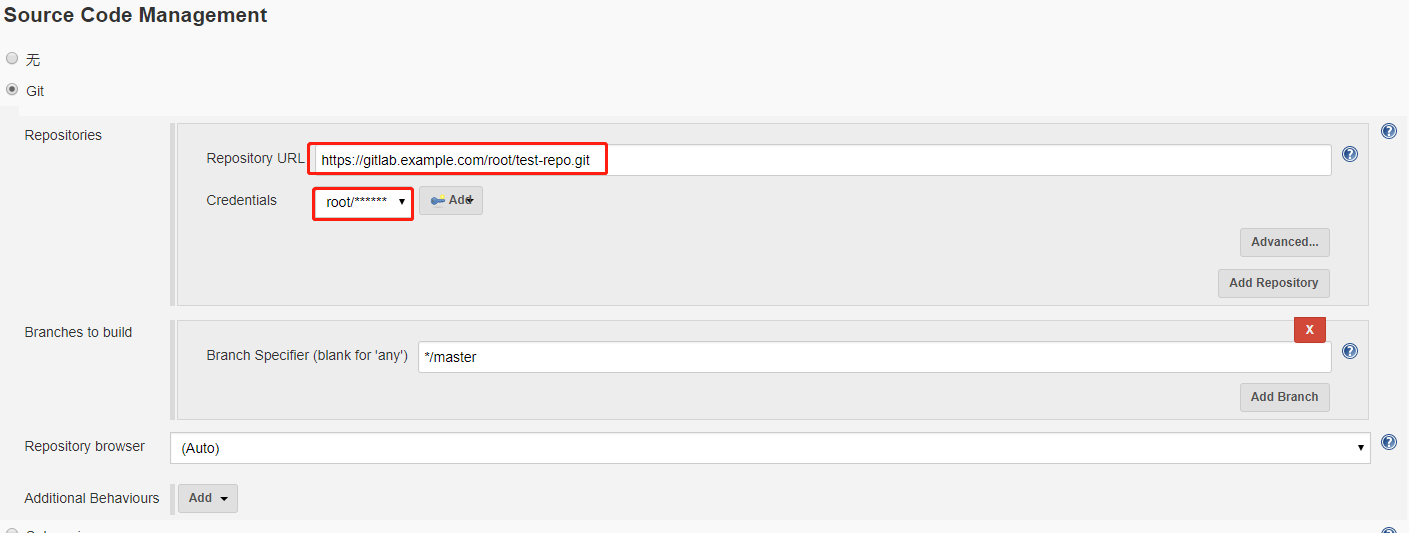 Source Code Management
无
Git
Repositories
Repository URL
https://gitlab.example.com/root/test-repo.git
Credentials
root/******
Add
Advanced...
Add Repository
Branches to build
X
Branch Specifier (blank for 'any')
*/master
Add Branch
Repository browser
(Auto)
Additional Behaviours
Add